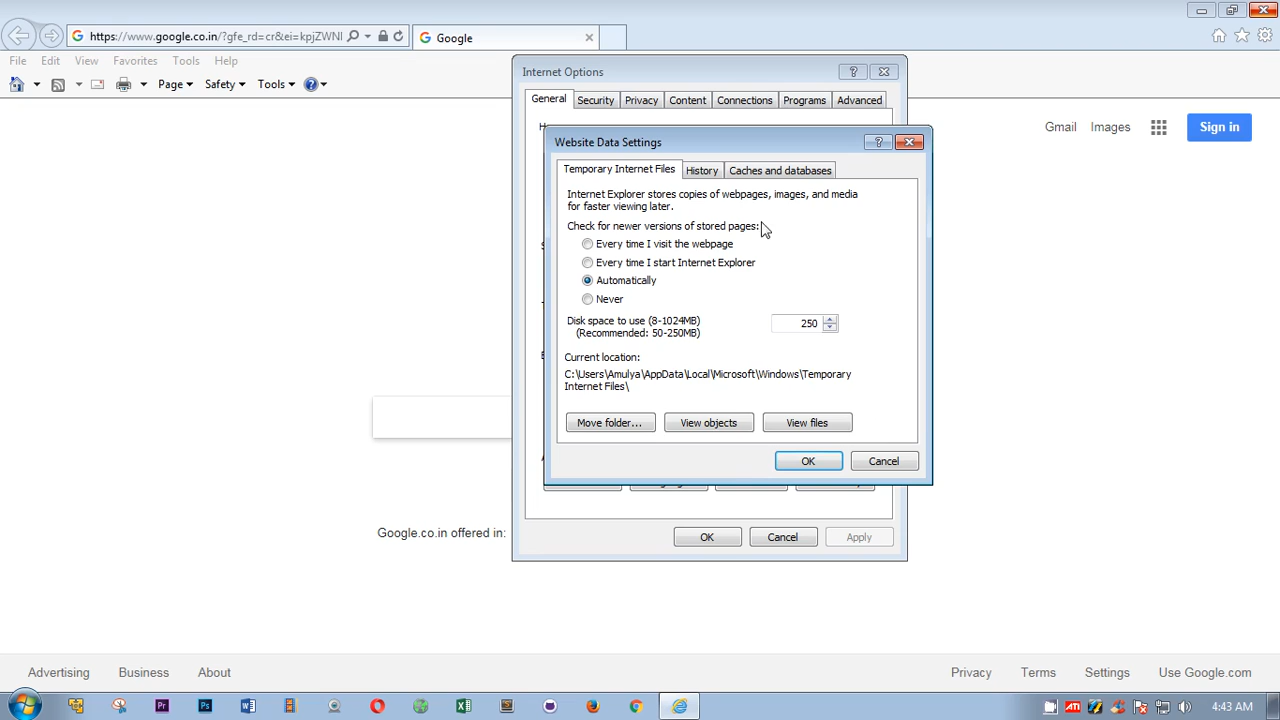 https://www.google.co.in/?gfe_rd=cr&ei=kpjZWNI
Google
File Edit View Favorites Tools Help
Page Safety Tools
Gmail Images Sign in
Internet Options
General Security Privacy Content Connections Programs Advanced
Website Data Settings
Temporary Internet Files History Caches and databases
Internet Explorer stores copies of webpages, images, and media
for faster viewing later.
Check for newer versions of stored pages:
Every time I visit the webpage
Every time I start Internet Explorer
Automatically
Never
Disk space to use (8-1024MB) 250
(Recommended: 50-250MB)
Current location:
C:\Users\Amulya\AppData\Local\Microsoft\Windows\Temporary
Internet Files\
Move folder... View objects View files
OK Cancel
Google.co.in offered in:
OK Cancel Apply
Advertising Business About Privacy Terms Settings Use Google.com
4:43 AM